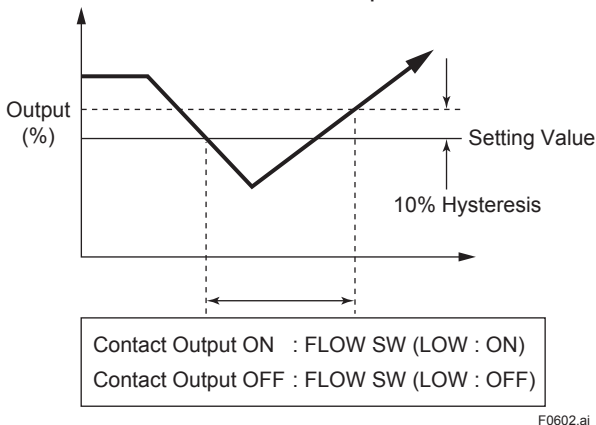 Output
(%)
Setting Value
10% Hysteresis
Contact Output ON : FLOW SW (LOW : ON)
Contact Output OFF : FLOW SW (LOW : OFF)
F0602.ai